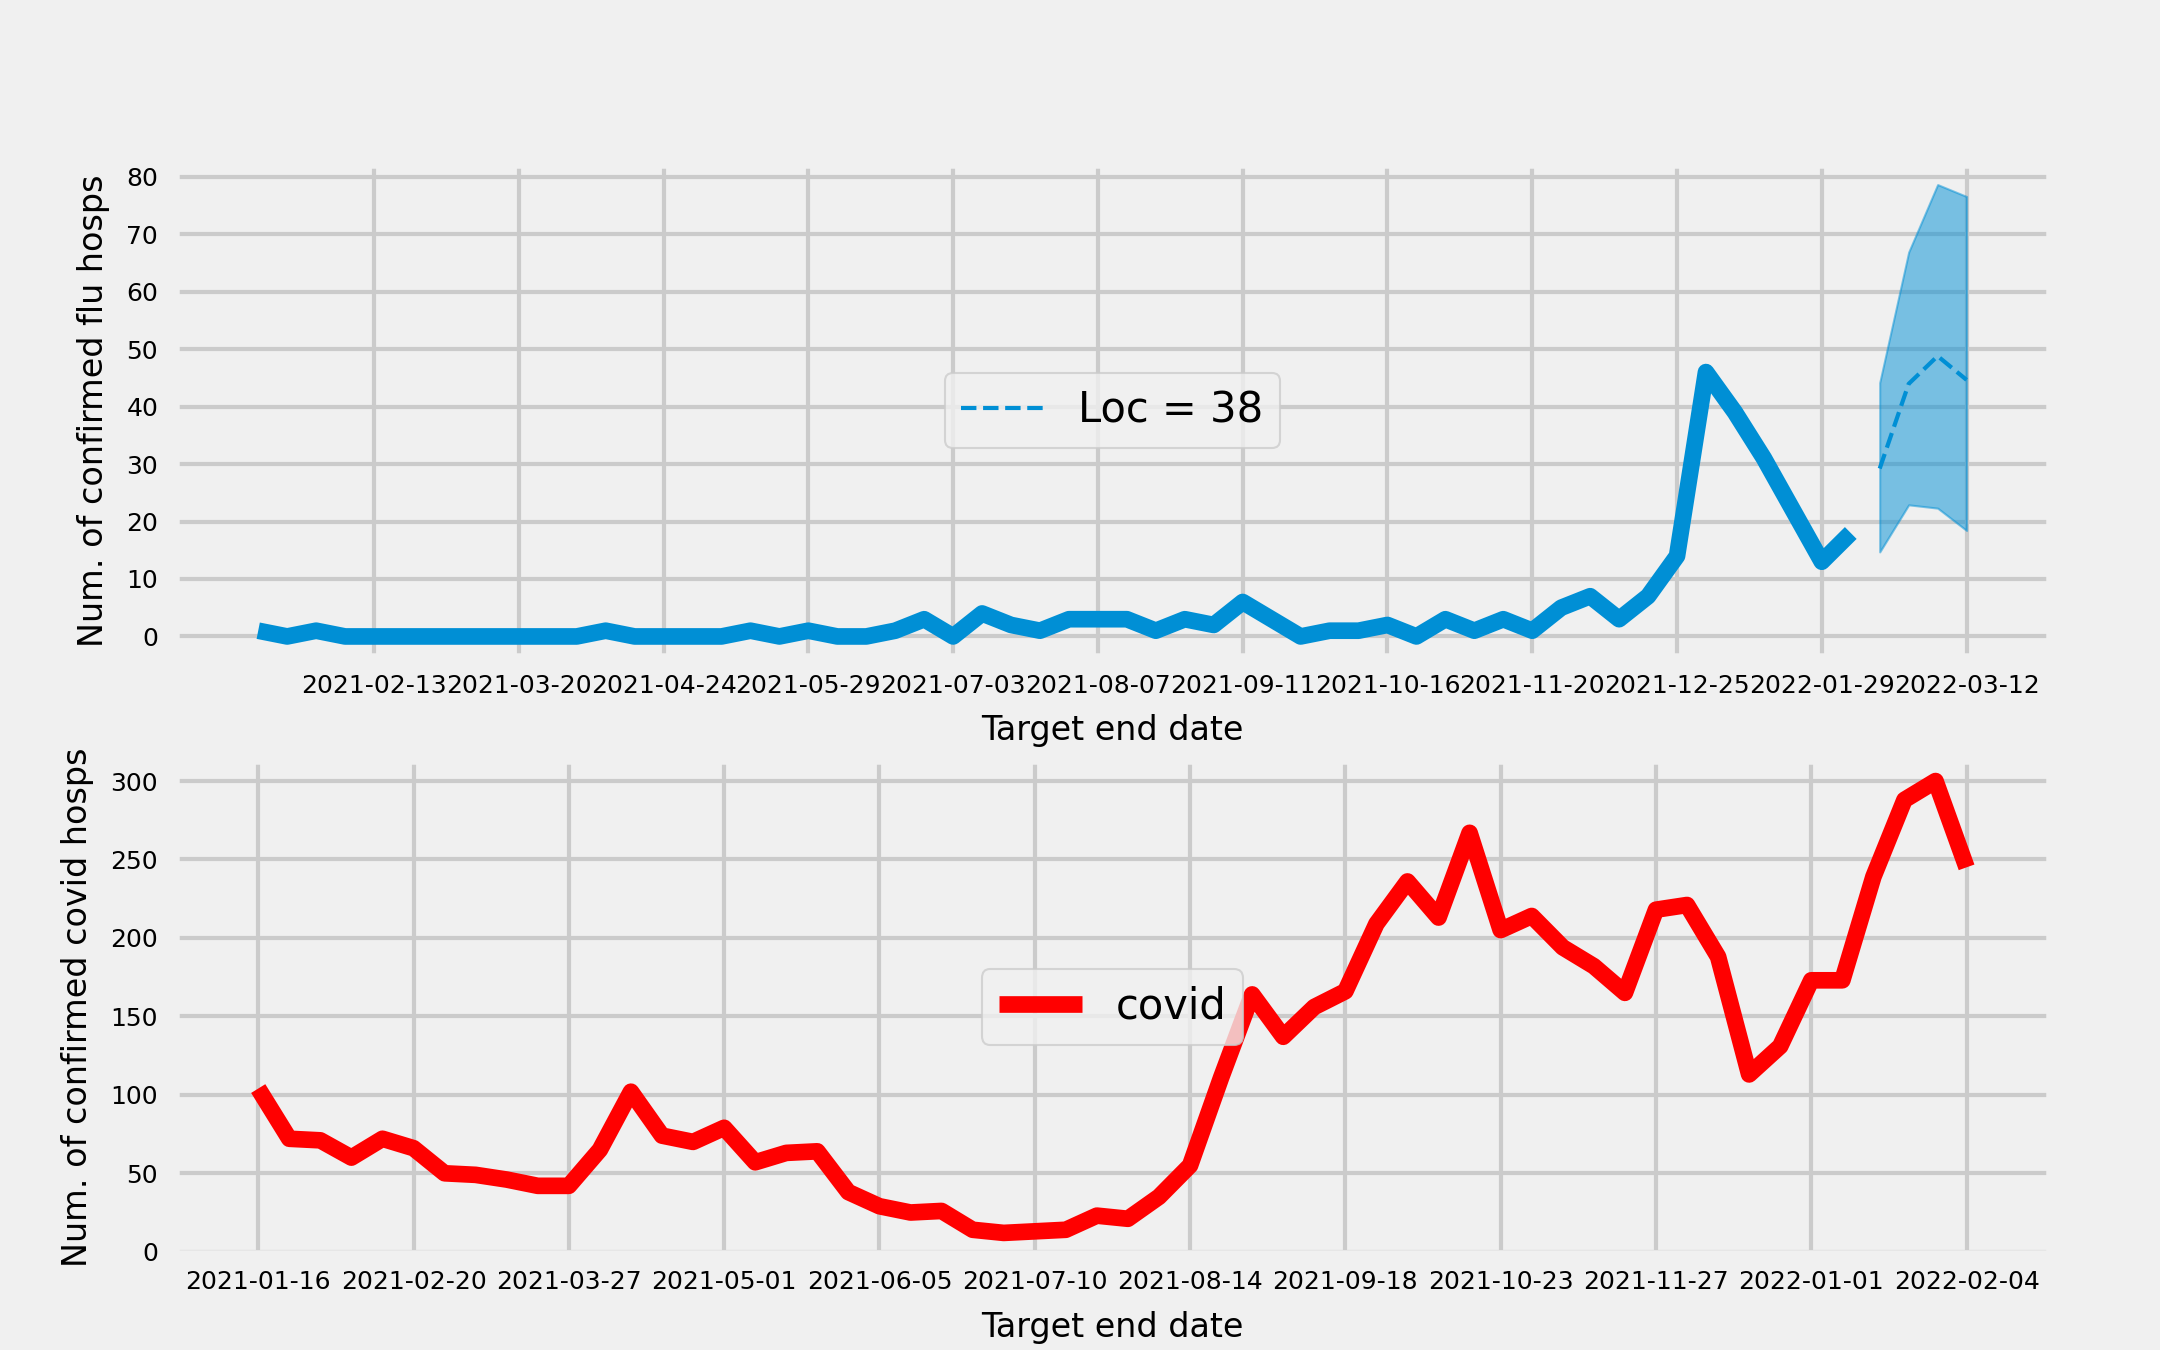 Num. of confirmed flu hosps
80
70
60
50
40
30
20
10
0
Loc = 38
2021-02-13 2021-03-20 2021-04-24 2021-05-29 2021-07-03 2021-08-07 2021-09-11 2021-10-16 2021-11-20 2021-12-25 2022-01-29 2022-03-12
Target end date
Num. of confirmed covid hosps
300
250
200
150
100
50
0
covid
2021-01-16 2021-02-20 2021-03-27 2021-05-01 2021-06-05 2021-07-10 2021-08-14 2021-09-18 2021-10-23 2021-11-27 2022-01-01 2022-02-04
Target end date